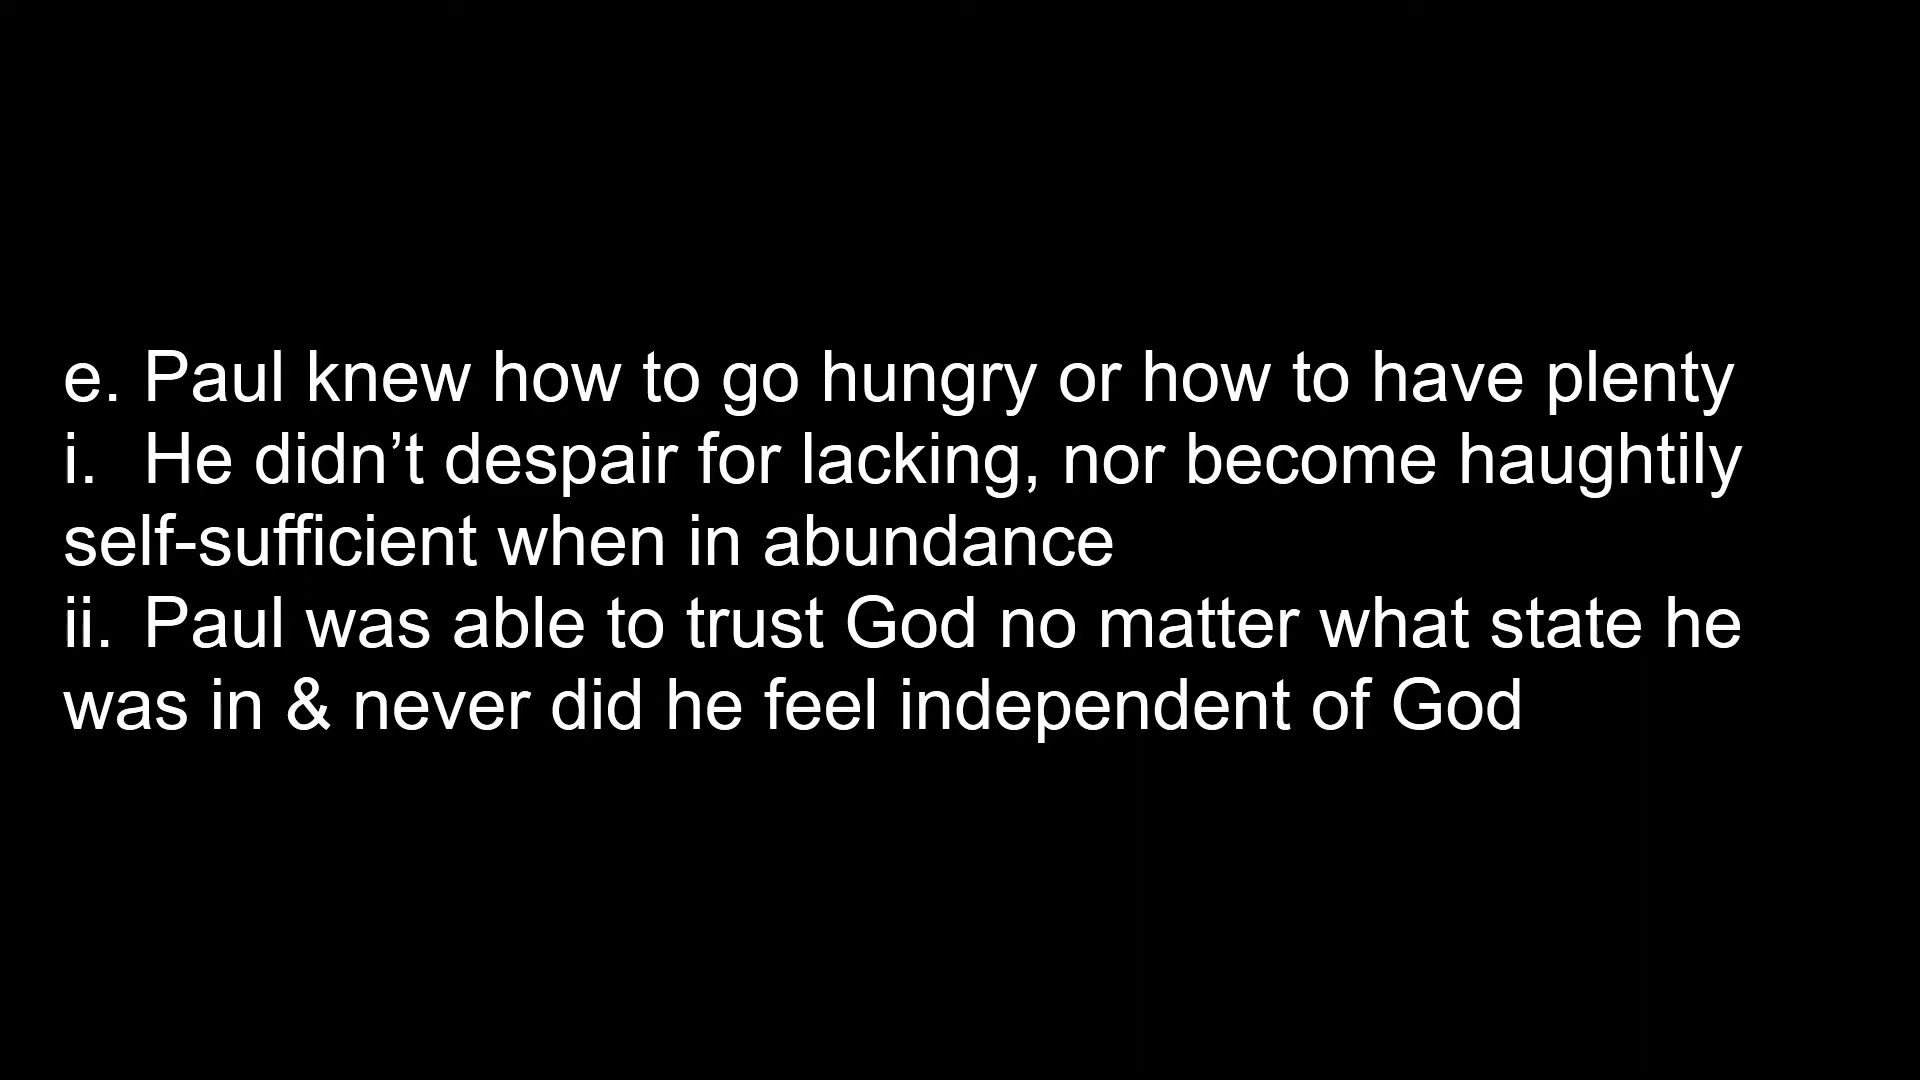 e. Paul knew how to go hungry or how to have plenty
i. He didn’t despair for lacking, nor become haughtily
self-sufficient when in abundance
ii. Paul was able to trust God no matter what state he
was in & never did he feel independent of God